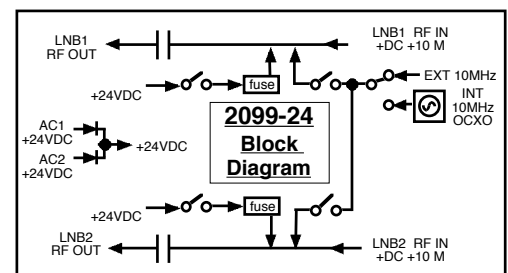 LNB1
RF OUT
LNB1 RF IN
+DC +10 M
+24VDC
fuse
EXT 10MHz
INT
10MHz
OCXO
2099-24
Block
Diagram
AC1
+24VDC
AC2
+24VDC
+24VDC
+24VDC
fuse
LNB2
RF OUT
LNB2 RF IN
+DC +10 M